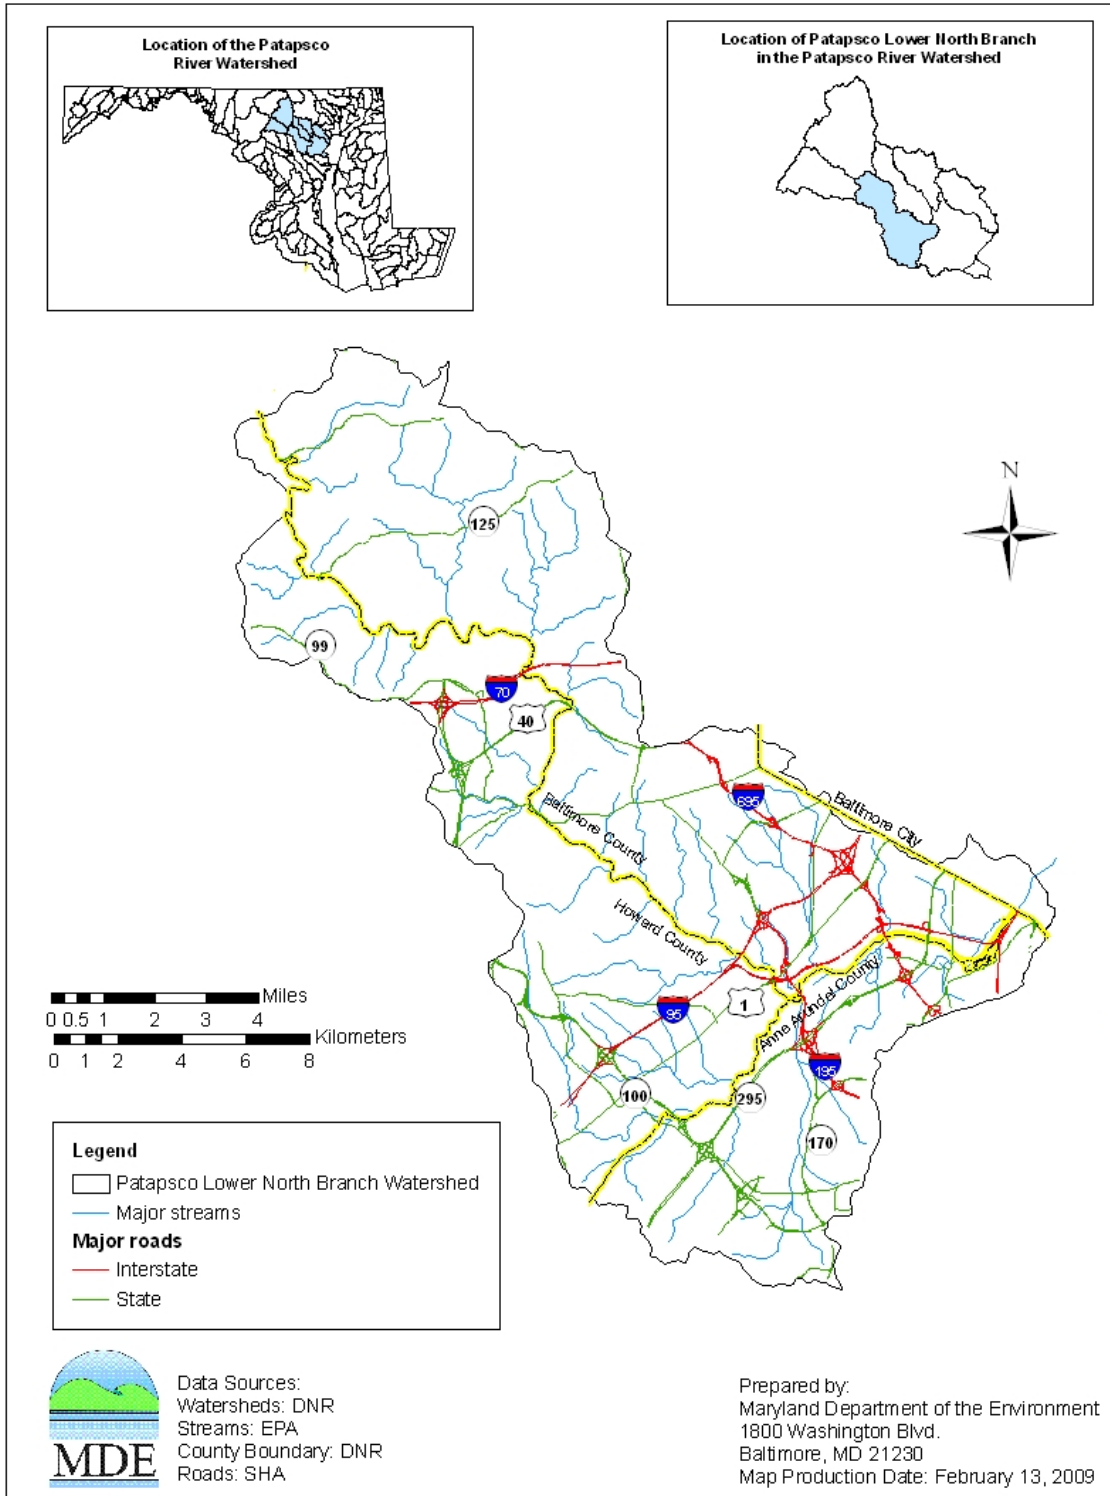 Location of the Patapsco
River Watershed
Location of Patapsco Lower North Branch
in the Patapsco River Watershed
N
125
99
70
40
695
Baltimore City
Baltimore County
Howard County
Anne Arundel County
1
95
195
100
295
170
Miles
0 0.5 1 2 3 4
Kilometers
0 1 2 4 6 8
Legend
Patapsco Lower North Branch Watershed
Major streams
Major roads
Interstate
State
MDE
Data Sources:
Watersheds: DNR
Streams: EPA
County Boundary: DNR
Roads: SHA
Prepared by:
Maryland Department of the Environment
1800 Washington Blvd.
Baltimore, MD 21230
Map Production Date: February 13, 2009